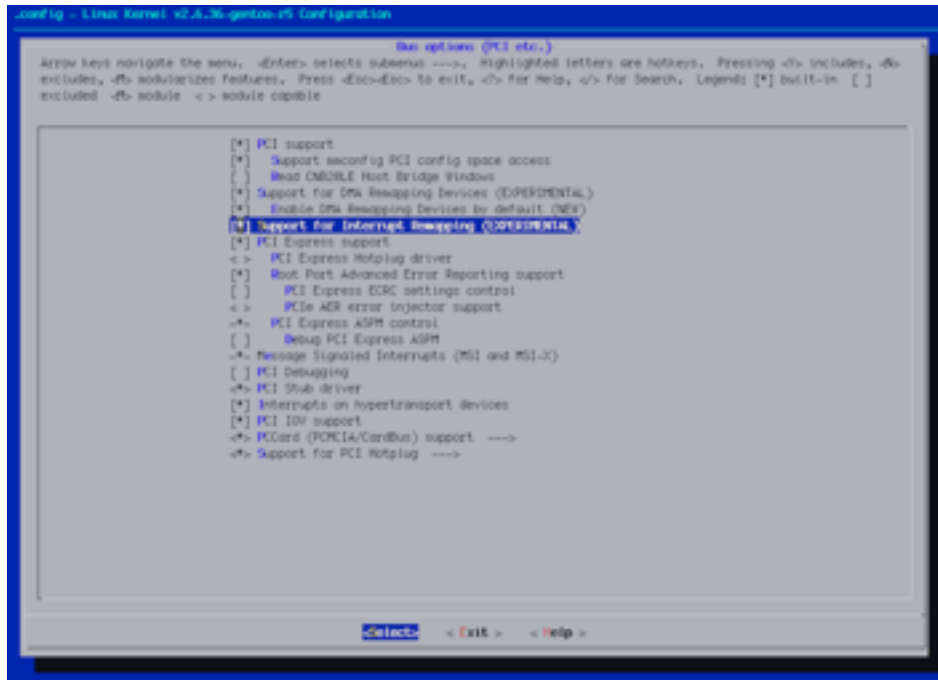 .config - Linux Kernel v2.6.36-gentoo-r5 Configuration
Bus options (PCI etc.)
Arrow keys navigate the menu. <Enter> selects submenus --->. Highlighted letters are hotkeys. Pressing <Y> includes, <N>
excludes, <M> modularizes features. Press <Esc><Esc> to exit, <?> for Help, </> for Search. Legend: [*] built-in [ ]
excluded <M> module < > module capable
[*] PCI support
[*] Support mmconfig PCI config space access
[ ] Read CNB20LE Host Bridge Windows
[*] Support for DMA Remapping Devices (EXPERIMENTAL)
[*] Enable DMA Remapping Devices by default (NEW)
[*] Support for Interrupt Remapping (EXPERIMENTAL)
[*] PCI Express support
< > PCI Express Hotplug driver
[*] Root Port Advanced Error Reporting support
[ ] PCI Express ECRC settings control
< > PCIe AER error injector support
-*- PCI Express ASPM control
[ ] Debug PCI Express ASPM
-*- Message Signaled Interrupts (MSI and MSI-X)
[ ] PCI Debugging
<*> PCI Stub driver
[*] Interrupts on hypertransport devices
[*] PCI IOV support
<*> PCCard (PCMCIA/CardBus) support --->
<*> Support for PCI Hotplug --->
<Select> < Exit > < Help >